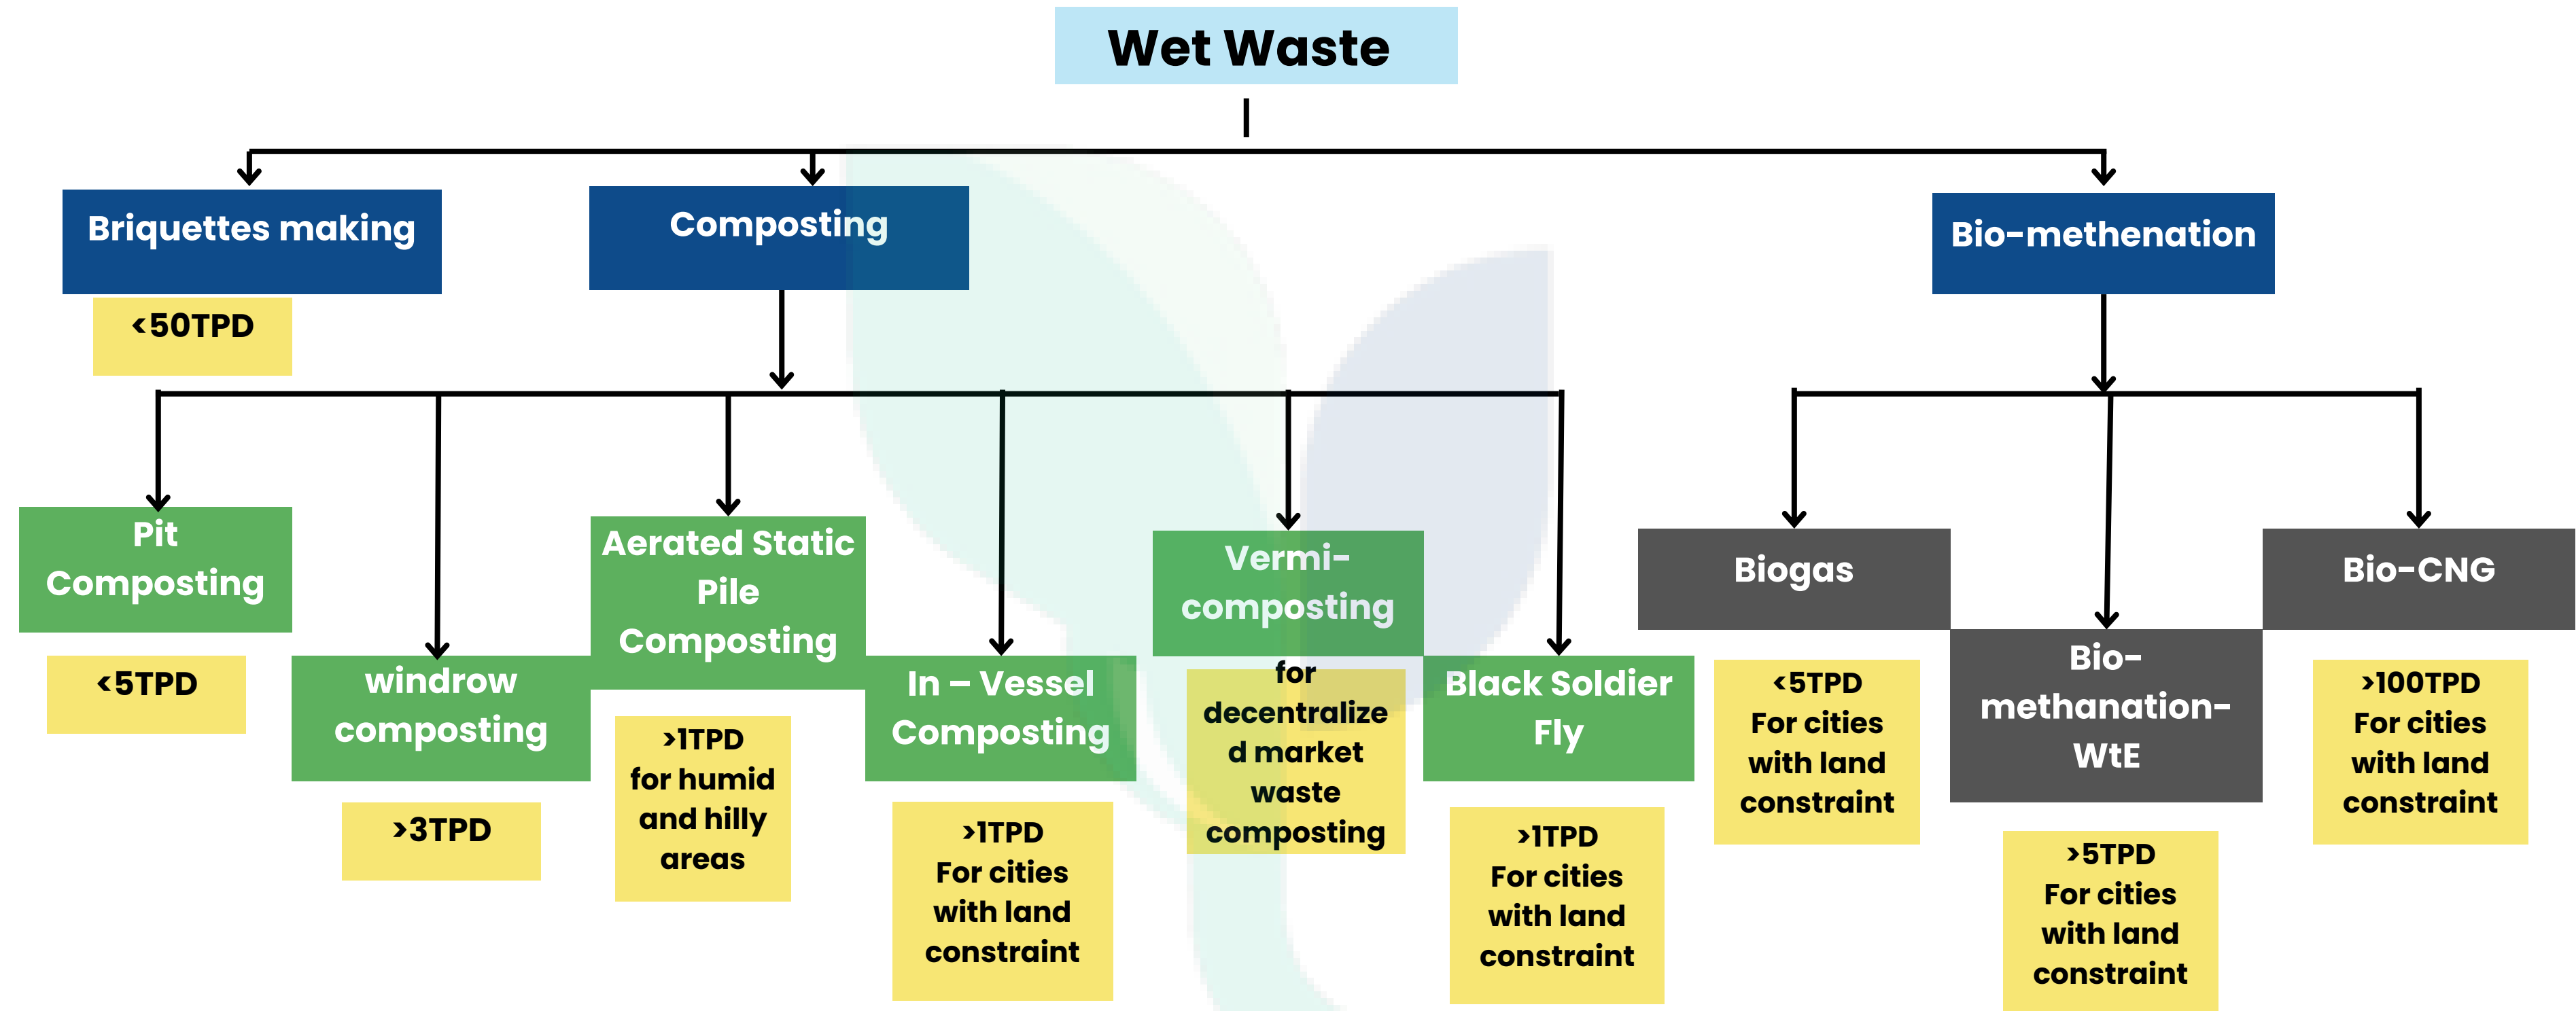 Wet Waste
Briquettes making
<50TPD
Composting
Bio-methenation
Pit
Composting
<5TPD
windrow
composting
>3TPD
Aerated Static
Pile
Composting
>1TPD
for humid
and hilly
areas
In – Vessel
Composting
>1TPD
For cities
with land
constraint
Vermi-
composting
for
decentralize
d market
waste
composting
Black Soldier
Fly
>1TPD
For cities
with land
constraint
Biogas
<5TPD
For cities
with land
constraint
Bio-
methanation-
WtE
>5TPD
For cities
with land
constraint
Bio-CNG
>100TPD
For cities
with land
constraint